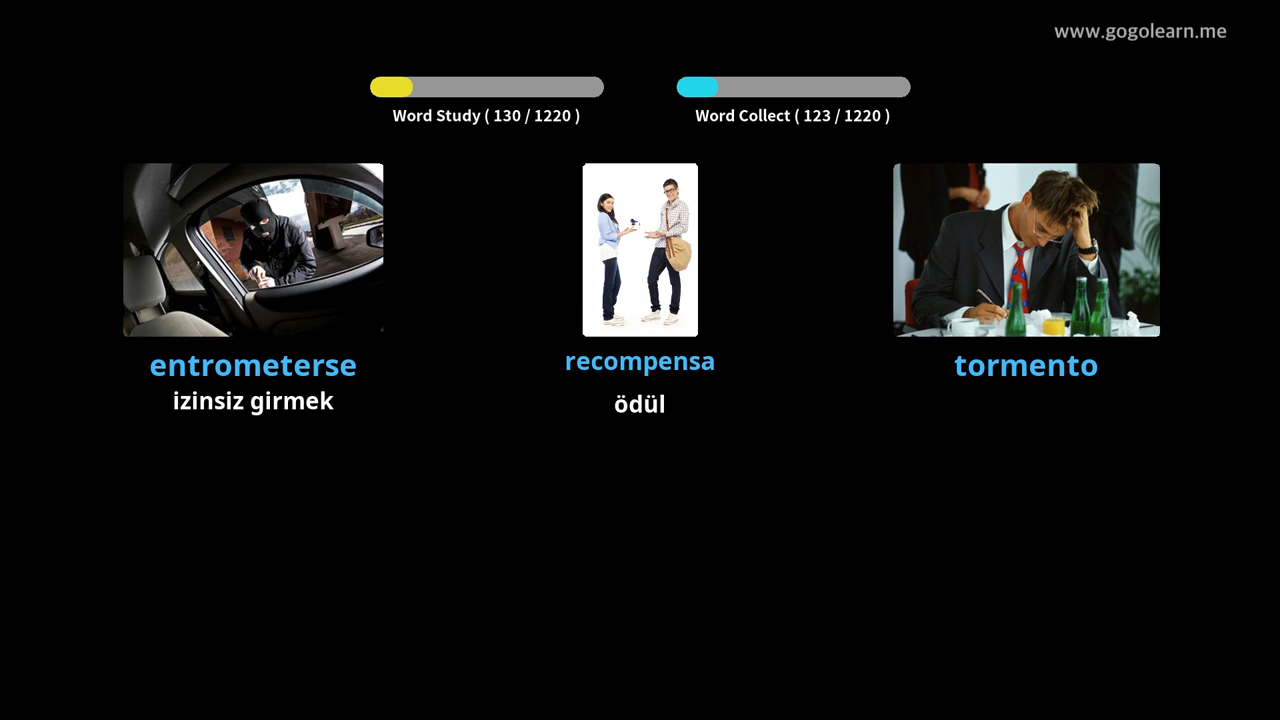 www.gogolearn.me
Word Study ( 130 / 1220 )
Word Collect ( 123 / 1220 )
entrometerse
izinsiz girmek
recompensa
ödül
tormento